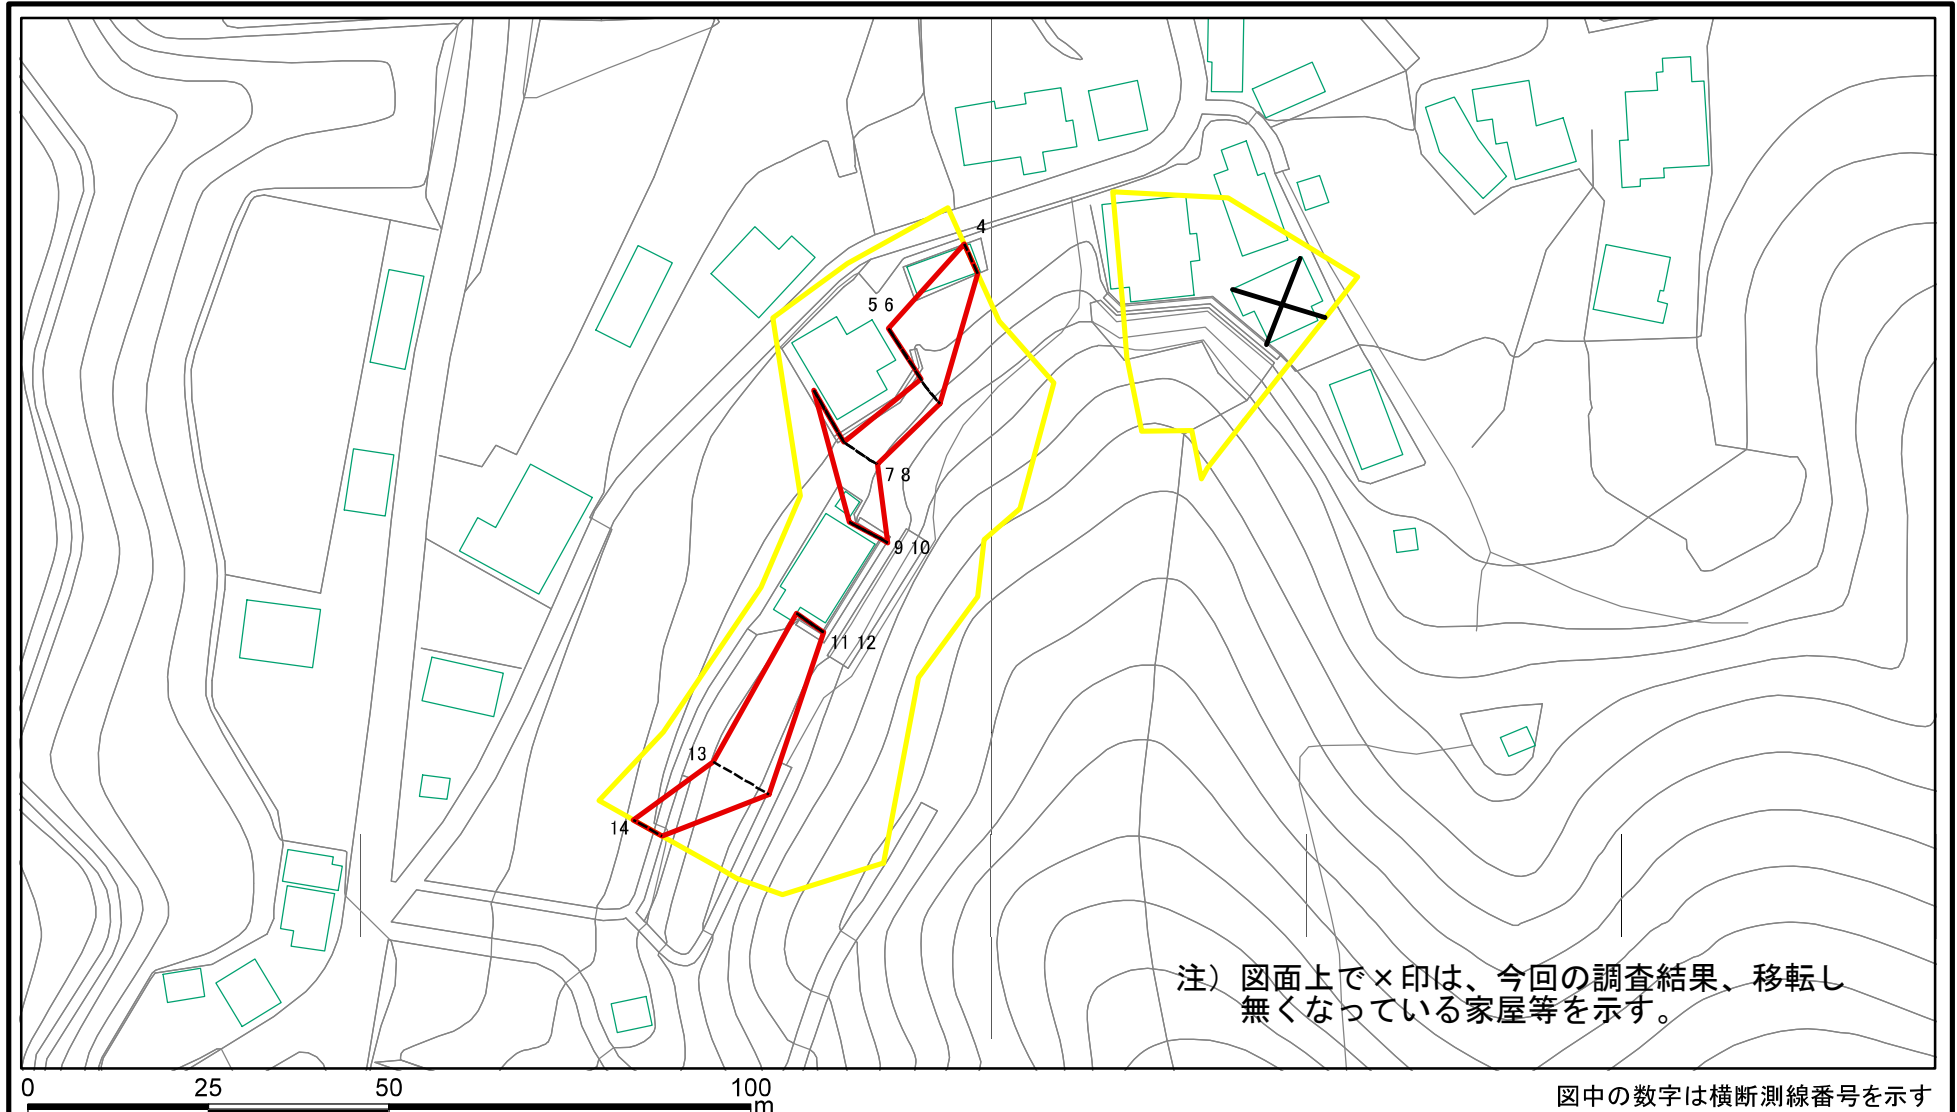 4
5 6
7 8
9 10
11 12
13
14
注）図面上で×印は、今回の調査結果、移転し
無くなっている家屋等を示す。
0 25 50 100
m
図中の数字は横断測線番号を示す